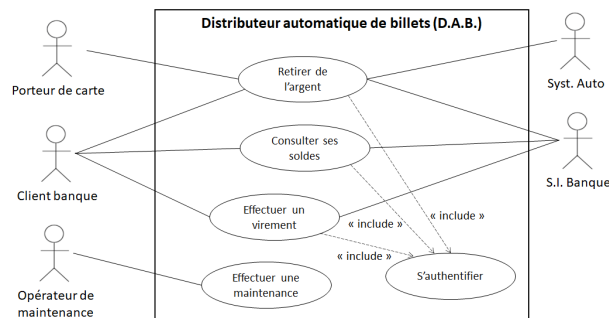 Distributeur automatique de billets (D.A.B.)
Porteur de carte
Retirer de
l'argent
Syst. Auto
Client banque
Consulter ses
soldes
S.I. Banque
Effectuer un
virement
« include »
« include »
« include »
Opérateur de
maintenance
Effectuer une
maintenance
S'authentifier